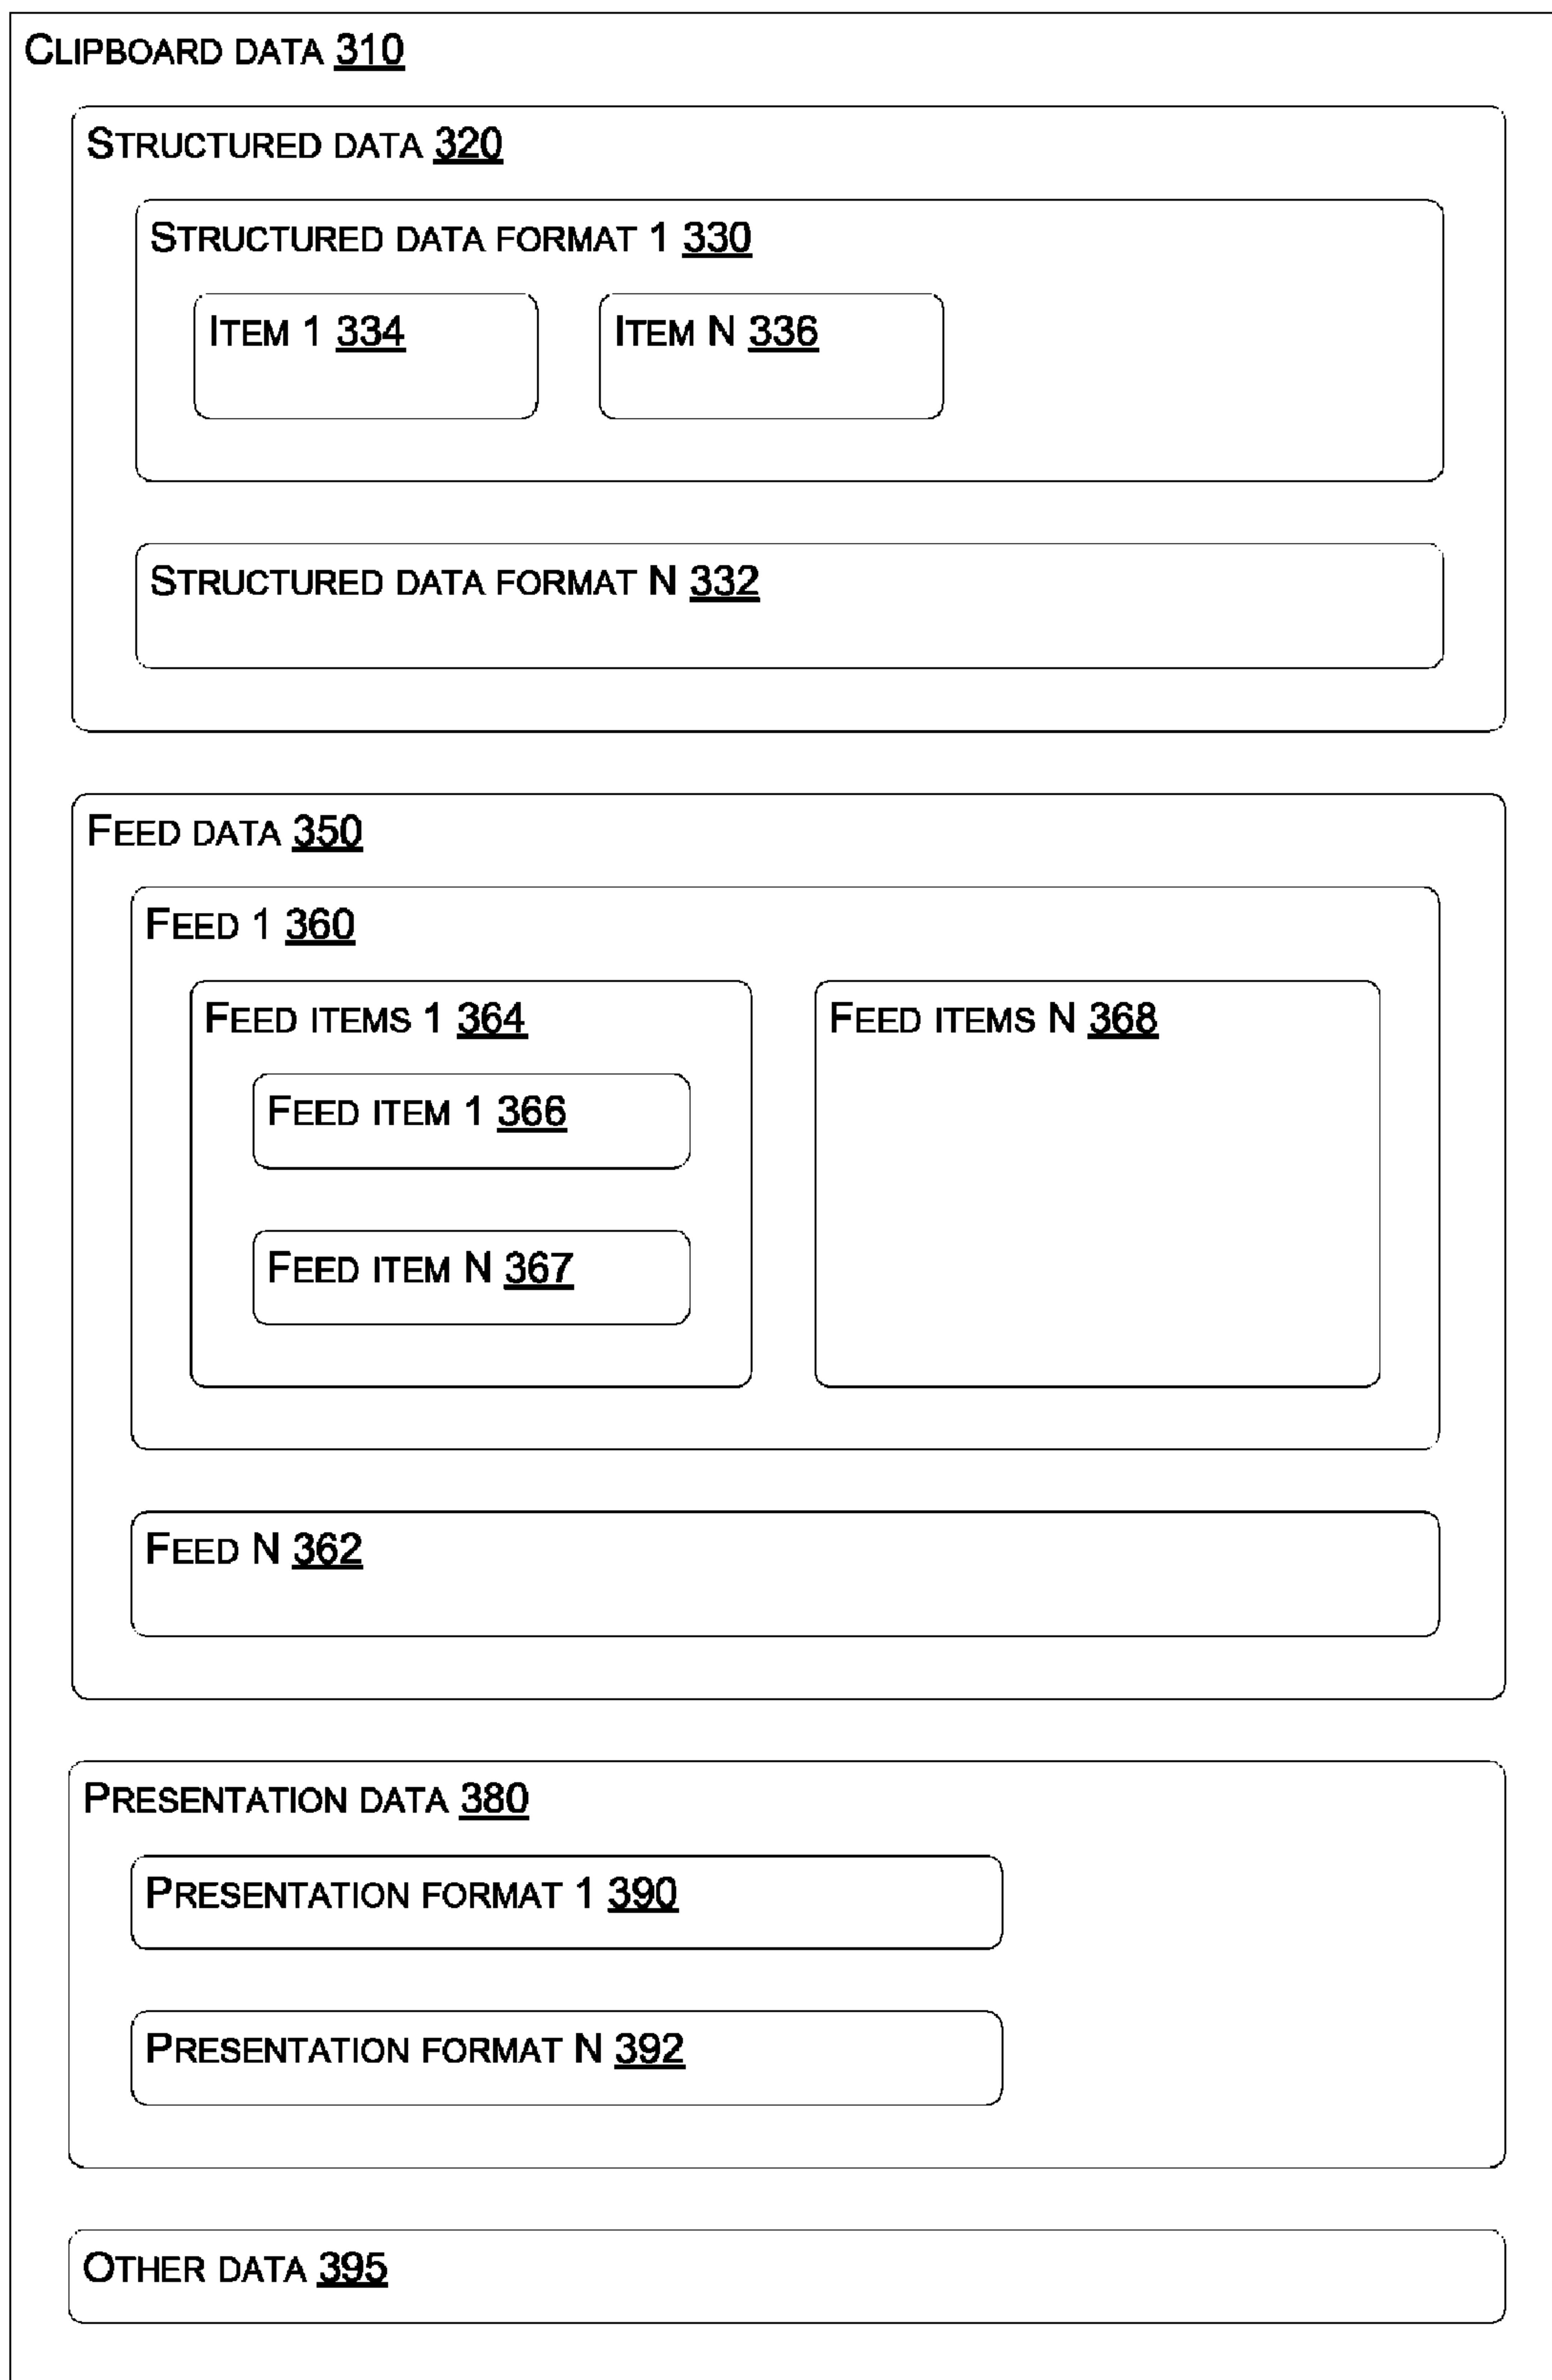 CLIPBOARD DATA 310
STRUCTURED DATA 320
STRUCTURED DATA FORMAT 1 330
ITEM 1 334
ITEM N 336
STRUCTURED DATA FORMAT N 332
FEED DATA 350
FEED 1 360
FEED ITEMS 1 364
FEED ITEMS N 368
FEED ITEM 1 366
FEED ITEM N 367
FEED N 362
PRESENTATION DATA 380
PRESENTATION FORMAT 1 390
PRESENTATION FORMAT N 392
OTHER DATA 395